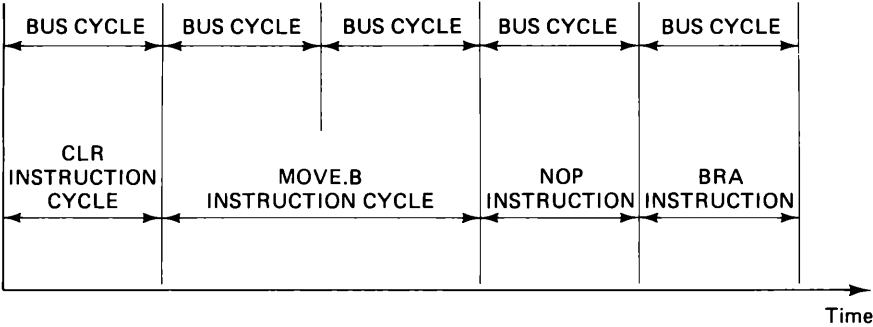 BUS CYCLE BUS CYCLE BUS CYCLE BUS CYCLE BUS CYCLE
CLR
INSTRUCTION
CYCLE
MOVE.B
INSTRUCTION CYCLE
NOP
INSTRUCTION
BRA
INSTRUCTION
Time